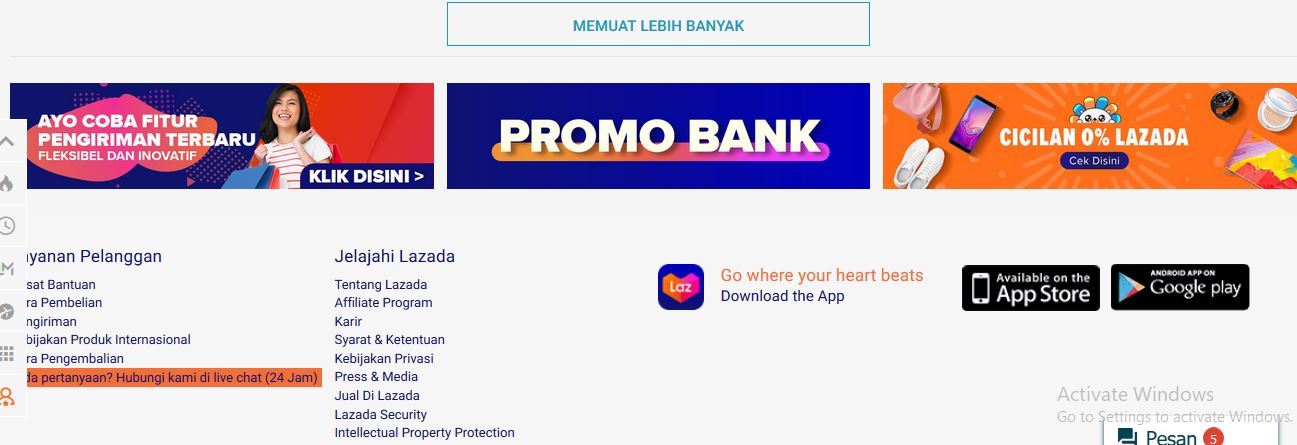 MEMUAT LEBIH BANYAK
AYO COBA FITUR
PENGIRIMAN TERBARU
FLEKSIBEL DAN INOVATIF
KLIK DISINI >
PROMO BANK
CICILAN 0% LAZADA
Cek Disini
yanan Pelanggan
sat Bantuan
ra Pembelian
ngiriman
bijakan Produk Internasional
ra Pengembalian
da pertanyaan? Hubungi kami di live chat (24 Jam)
Jelajahi Lazada
Tentang Lazada
Affiliate Program
Karir
Syarat & Ketentuan
Kebijakan Privasi
Press & Media
Jual Di Lazada
Lazada Security
Intellectual Property Protection
Laz
Go where your heart beats
Download the App
Available on the
App Store
ANDROID APP ON
Google play
Activate Windows
Go to Settings to activate Windows.
Pesan 5